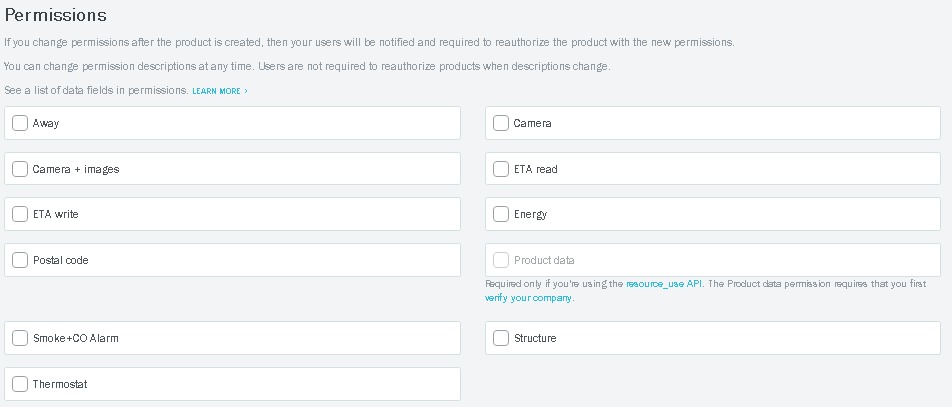 Permissions
If you change permissions after the product is created, then your users will be notified and required to reauthorize the product with the new permissions.
You can change permission descriptions at any time. Users are not required to reauthorize products when descriptions change.
See a list of data fields in permissions. LEARN MORE ›
Away
Camera
Camera + images
ETA read
ETA write
Energy
Postal code
Product data
Required only if you're using the resource_use API. The Product data permission requires that you first
verify your company.
Smoke+CO Alarm
Structure
Thermostat